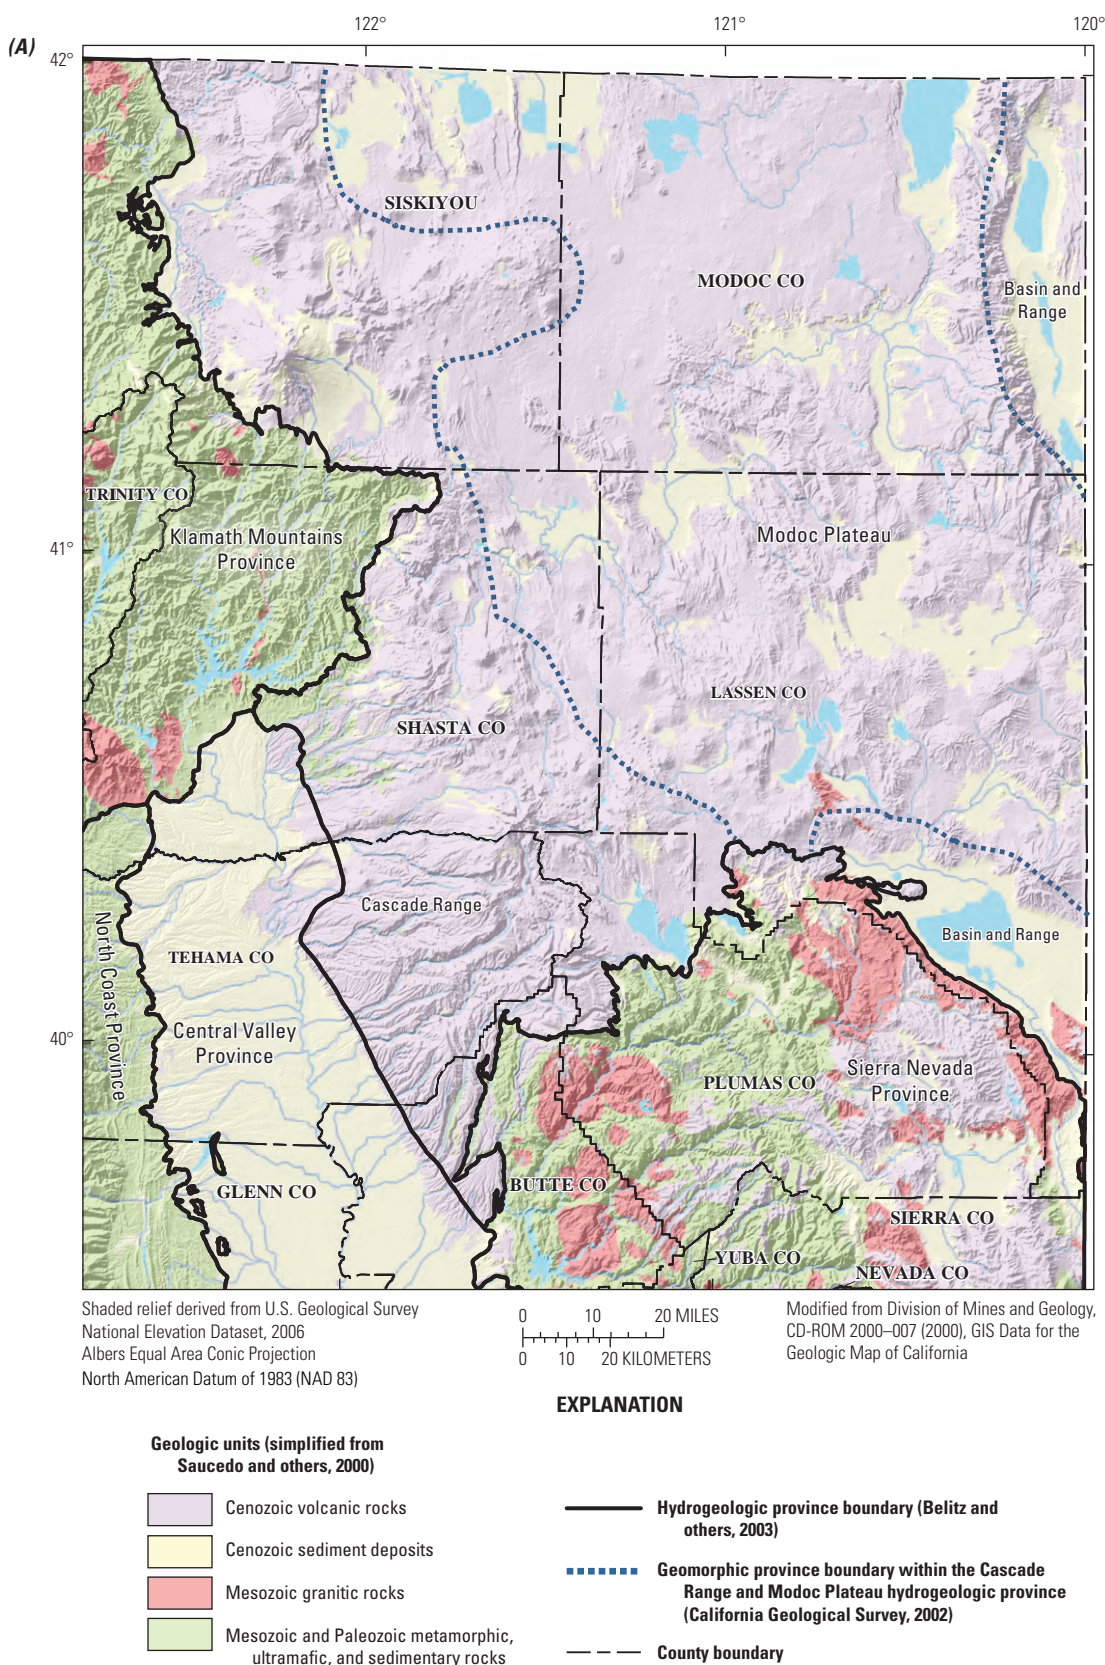 (A)
122°
121°
120°
42°
SISKIYOU
MODOC CO
Basin and
Range
TRINITY CO
Klamath Mountains
Province
Modoc Plateau
41°
LASSEN CO
SHASTA CO
Cascade Range
North Coast Province
TEHAMA CO
Basin and Range
Central Valley
Province
40°
Sierra Nevada
Province
PLUMAS CO
GLENN CO
BUTTE CO
SIERRA CO
YUBA CO
NEVADA CO
Shaded relief derived from U.S. Geological Survey
National Elevation Dataset, 2006
Albers Equal Area Conic Projection
North American Datum of 1983 (NAD 83)
0 10 20 MILES
0 10 20 KILOMETERS
Modified from Division of Mines and Geology,
CD-ROM 2000–007 (2000), GIS Data for the
Geologic Map of California
EXPLANATION
Geologic units (simplified from
Saucedo and others, 2000)
Cenozoic volcanic rocks
Cenozoic sediment deposits
Mesozoic granitic rocks
Mesozoic and Paleozoic metamorphic,
ultramafic, and sedimentary rocks
Hydrogeologic province boundary (Belitz and
others, 2003)
Geomorphic province boundary within the Cascade
Range and Modoc Plateau hydrogeologic province
(California Geological Survey, 2002)
County boundary